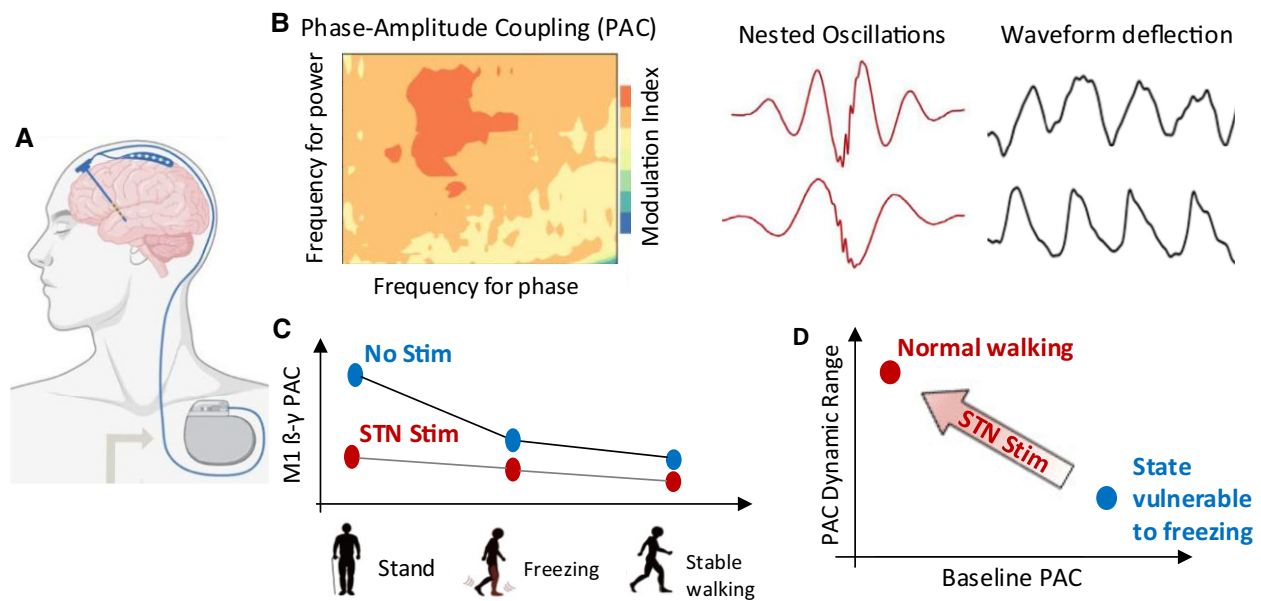 A
B
Phase-Amplitude Coupling (PAC)
Frequency for power
Frequency for phase
Modulation Index
Nested Oscillations
Waveform deflection
C
M1 ß-γ PAC
No Stim
STN Stim
Stand
Freezing
Stable
walking
D
PAC Dynamic Range
Normal walking
STN Stim
State
vulnerable
to freezing
Baseline PAC